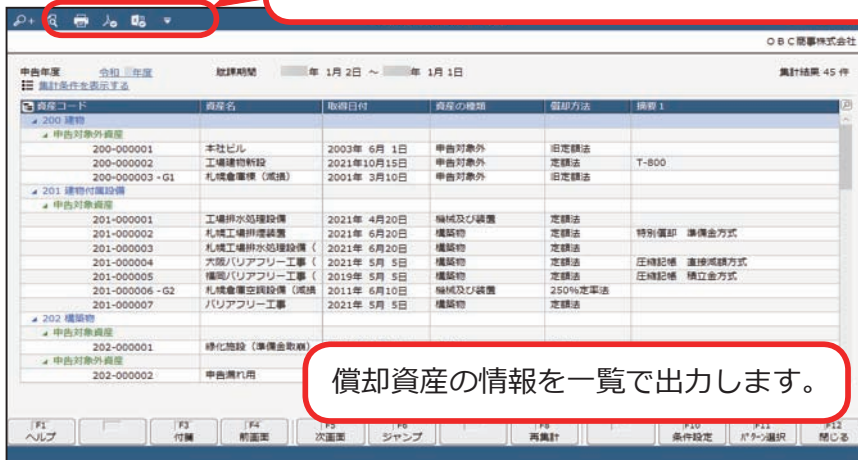 OBC商事株式会社
申告年度 令和 年度 賦課期間 年 1月 2日 ～ 年 1月 1日 集計結果 45 件
集計条件を表示する
資産コード 資産名 取得日付 資産の種類 償却方法 摘要1
200 建物
申告対象外資産
200-000001 本社ビル 2003年 6月 1日 申告対象外 旧定額法
200-000002 工場建物新設 2021年10月15日 申告対象外 定額法 T-800
200-000003 -G1 札幌倉庫棟（減損） 2001年 3月10日 申告対象外 旧定額法
201 建物付属設備
申告対象資産
201-000001 工場排水処理設備 2021年 4月20日 機械及び装置 定額法
201-000002 札幌工場排煙装置 2021年 6月20日 構築物 定額法 特別償却 準備金方式
201-000003 札幌工場排水処理設備（ 2021年 6月20日 構築物 定額法
201-000004 大阪バリアフリー工事（ 2021年 5月 5日 構築物 定額法 圧縮記帳 直接減額方式
201-000005 福岡バリアフリー工事（ 2019年 5月 5日 構築物 定額法 圧縮記帳 積立金方式
201-000006 -G2 札幌倉庫空調設備（減損 2011年 6月10日 機械及び装置 250%定率法
201-000007 バリアフリー工事 2021年 5月 5日 構築物 定額法
202 構築物
申告対象資産
202-000001 緑化施設（準備金取崩）
申告対象外資産
202-000002 申告漏れ用
償却資産の情報を一覧で出力します。
F1 F3 F4 F5 F6 F8 F10 F11 F12
ヘルプ 付箋 前画面 次画面 ジャンプ 再集計 条件設定 パターン選択 閉じる